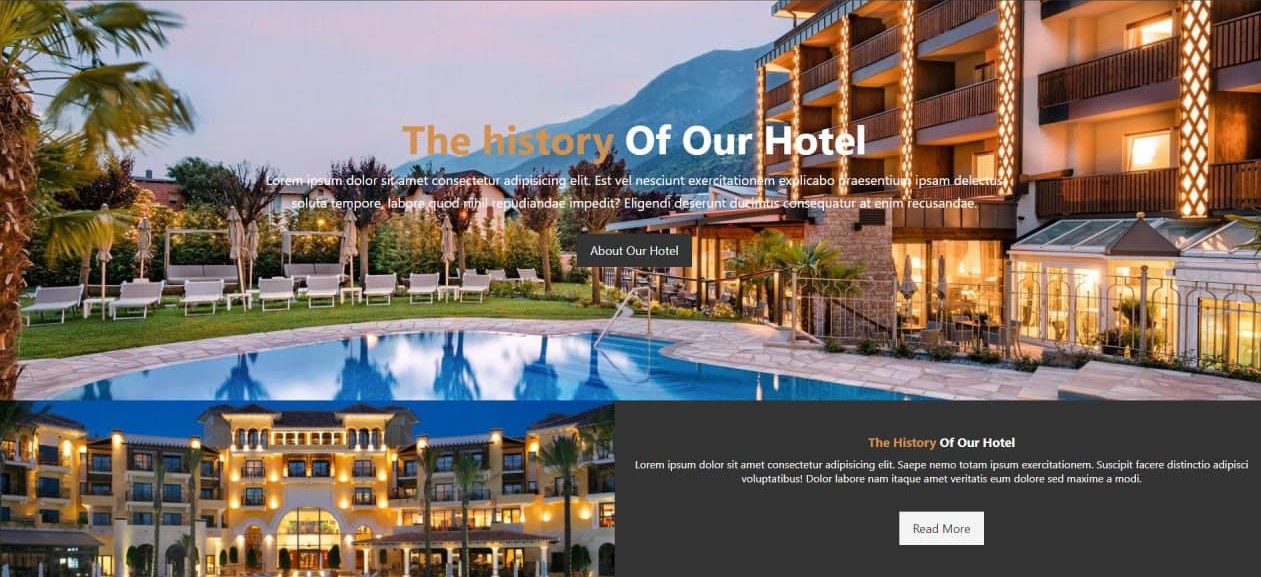 The history Of Our Hotel
Lorem ipsum dolor sit amet consectetur adipisicing elit. Est vel nesciunt exercitationem explicabo praesentium ipsam delectus
soluta tempore, labore quod nihil repudiandae impedit? Eligendi deserunt ducimus consequatur at enim recusandae.
About Our Hotel
The History Of Our Hotel
Lorem ipsum dolor sit amet consectetur adipisicing elit. Saepe nemo totam ipsum exercitationem. Suscipit facere distinctio adipisci
voluptatibus! Dolor labore nam itaque amet veritatis eum dolore sed maxime a modi.
Read More